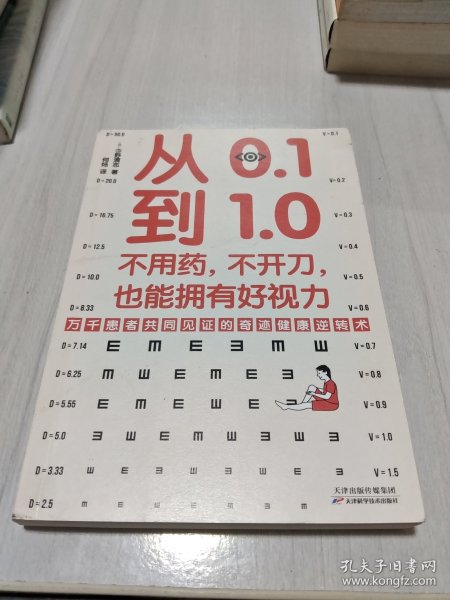 从 0.1
到 1.0
不用药，不开刀，
也能拥有好视力
万千患者共同见证的奇迹健康逆转术
何炜 译
著
D=50.0
V=0.1
D=20.0
V=0.2
D=16.75
V=0.3
D=12.5
V=0.4
D=10.0
V=0.5
D=8.33
V=0.6
D=7.14 E m E ∃ m ш V=0.7
D=6.25 m ш E m E ∃ V=0.8
D=5.55 E m E ш E ∃ V=0.9
D=5.0 ∃ ш E m ш ∃ ш V=1.0
D=3.33 V=1.5
D=2.5
天津出版传媒集团
天津科学技术出版社
孔夫子旧书网
www.kongfz.com